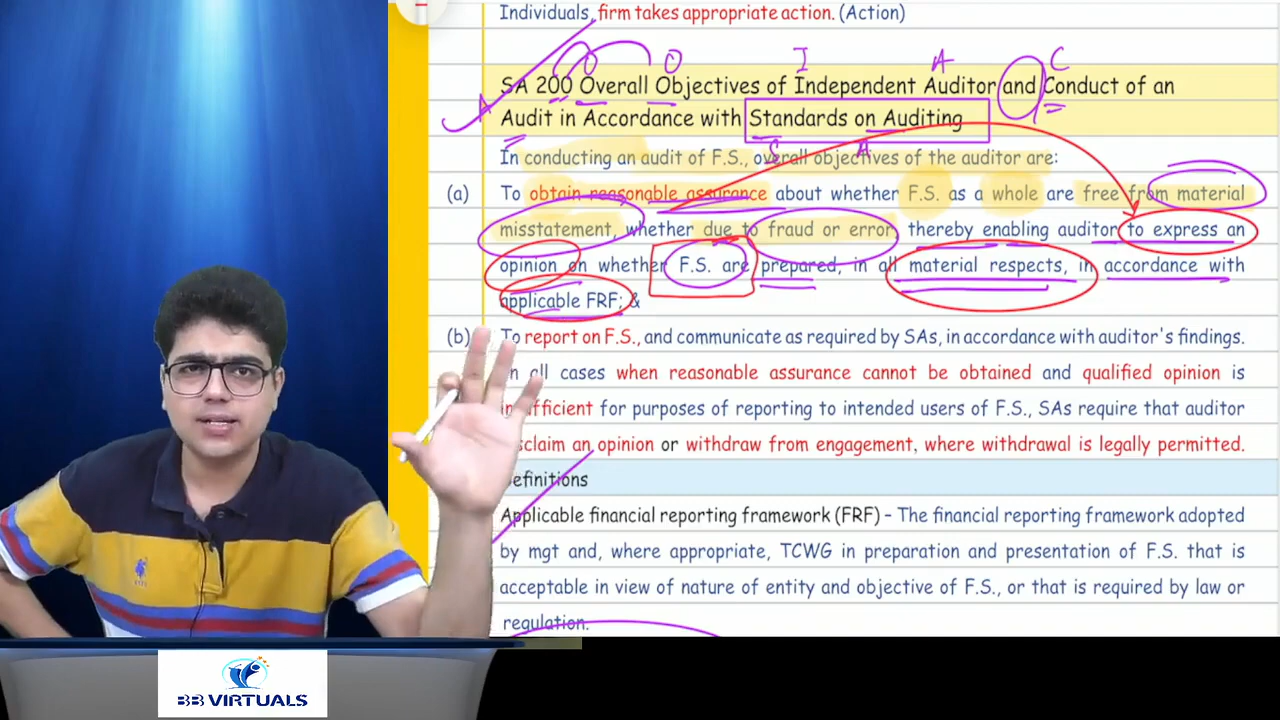 Individuals, firm takes appropriate action. (Action)
O O I A C
SA 200 Overall Objectives of Independent Auditor and Conduct of an
Audit in Accordance with Standards on Auditing
A
S A
In conducting an audit of F.S., overall objectives of the auditor are:
(a) To obtain reasonable assurance about whether F.S. as a whole are free from material
misstatement, whether due to fraud or error, thereby enabling auditor to express an
opinion on whether F.S. are prepared, in all material respects, in accordance with
applicable FRF; &
(b) To report on F.S., and communicate as required by SAs, in accordance with auditor's findings.
In all cases when reasonable assurance cannot be obtained and qualified opinion is
insufficient for purposes of reporting to intended users of F.S., SAs require that auditor
disclaim an opinion or withdraw from engagement, where withdrawal is legally permitted.
Definitions
Applicable financial reporting framework (FRF) – The financial reporting framework adopted
by mgt and, where appropriate, TCWG in preparation and presentation of F.S. that is
acceptable in view of nature of entity and objective of F.S., or that is required by law or
regulation.
BB VIRTUALS